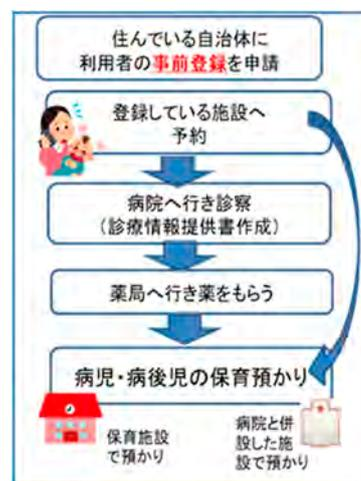 住んでいる自治体に
利用者の事前登録を申請
登録している施設へ
予約
病院へ行き診察
(診療情報提供書作成)
薬局へ行き薬をもらう
病児・病後児の保育預かり
保育施設
で預かり
病院と併
設した施
設で預かり